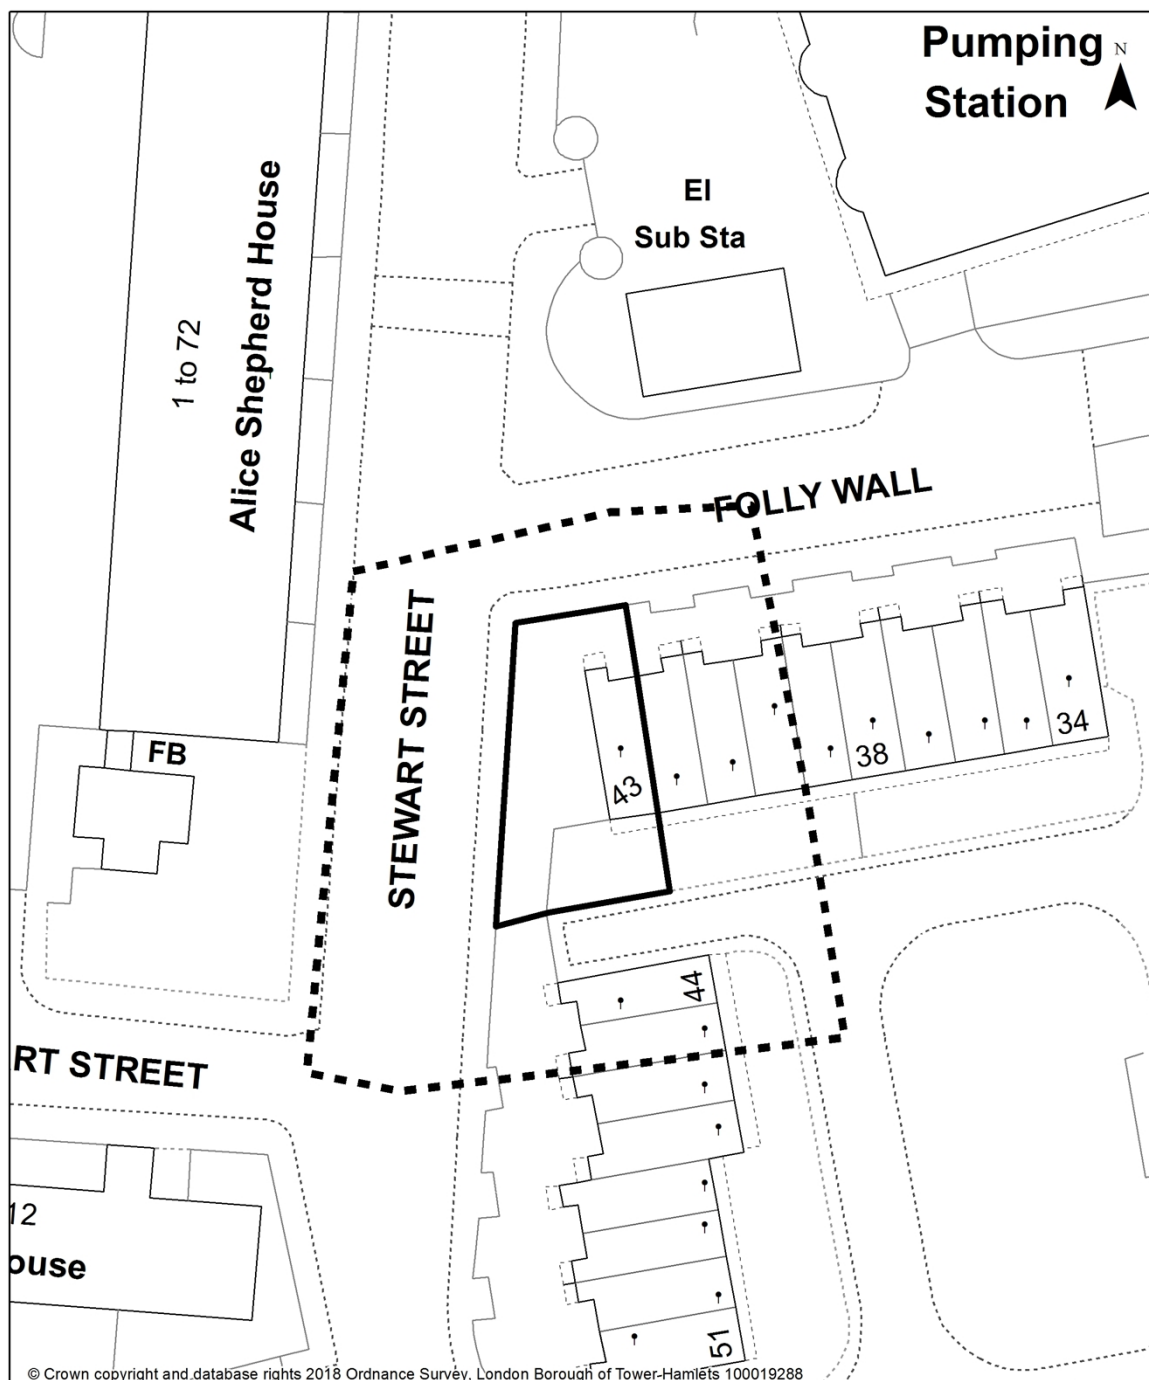 Pumping
Station
N
El
Sub Sta
Alice Shepherd House
1 to 72
FOLLY WALL
STEWART STREET
FB
43
38
34
44
RT STREET
12
ouse
51
© Crown copyright and database rights 2018 Ordnance Survey, London Borough of Tower-Hamlets 100019288